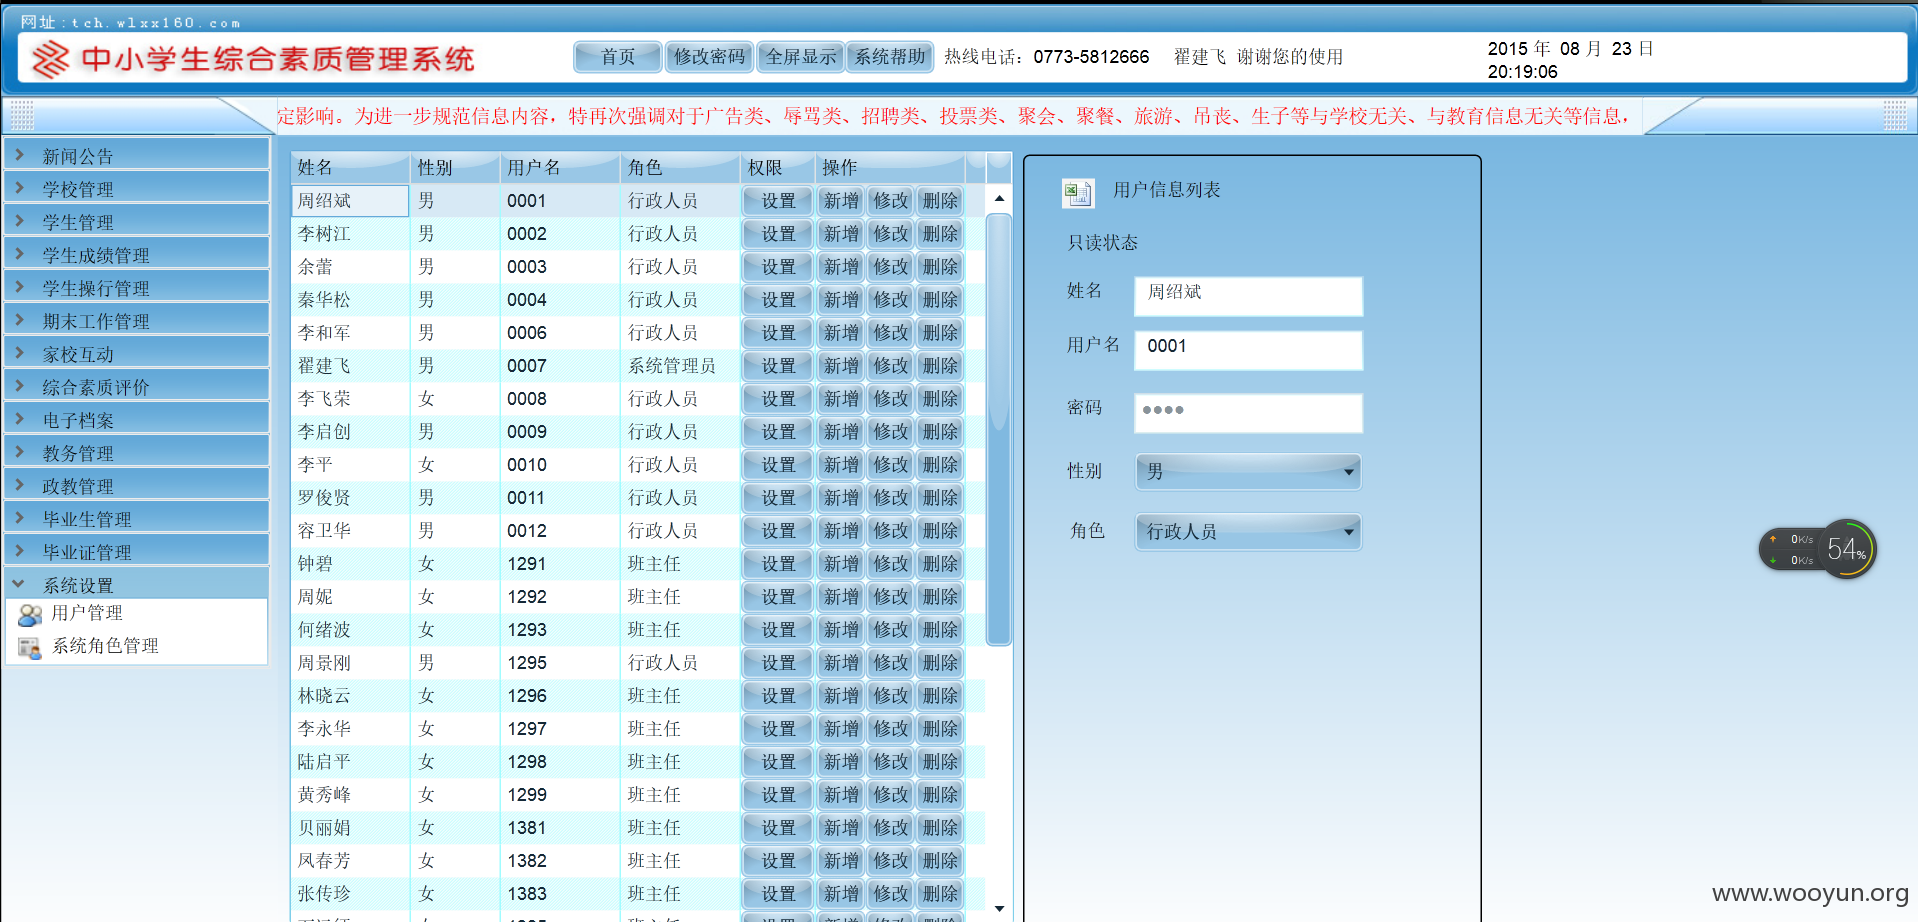 网址:tch.wlxx160.com
中小学生综合素质管理系统
首页 修改密码 全屏显示 系统帮助 热线电话：0773-5812666 翟建飞 谢谢您的使用
2015 年 08 月 23 日
20:19:06
定影响。为进一步规范信息内容，特再次强调对于广告类、辱骂类、招聘类、投票类、聚会、聚餐、旅游、吊丧、生子等与学校无关、与教育信息无关等信息，
新闻公告
学校管理
学生管理
学生成绩管理
学生操行管理
期末工作管理
家校互动
综合素质评价
电子档案
教务管理
政教管理
毕业生管理
毕业证管理
系统设置
用户管理
系统角色管理
姓名 性别 用户名 角色 权限 操作
周绍斌 男 0001 行政人员 设置 新增 修改 删除
李树江 男 0002 行政人员 设置 新增 修改 删除
余蕾 男 0003 行政人员 设置 新增 修改 删除
秦华松 男 0004 行政人员 设置 新增 修改 删除
李和军 男 0006 行政人员 设置 新增 修改 删除
翟建飞 男 0007 系统管理员 设置 新增 修改 删除
李飞荣 女 0008 行政人员 设置 新增 修改 删除
李启创 男 0009 行政人员 设置 新增 修改 删除
李平 女 0010 行政人员 设置 新增 修改 删除
罗俊贤 男 0011 行政人员 设置 新增 修改 删除
容卫华 男 0012 行政人员 设置 新增 修改 删除
钟碧 女 1291 班主任 设置 新增 修改 删除
周妮 女 1292 班主任 设置 新增 修改 删除
何绪波 女 1293 班主任 设置 新增 修改 删除
周景刚 男 1295 行政人员 设置 新增 修改 删除
林晓云 女 1296 班主任 设置 新增 修改 删除
李永华 女 1297 班主任 设置 新增 修改 删除
陆启平 女 1298 班主任 设置 新增 修改 删除
黄秀峰 女 1299 班主任 设置 新增 修改 删除
贝丽娟 女 1381 班主任 设置 新增 修改 删除
凤春芳 女 1382 班主任 设置 新增 修改 删除
张传珍 女 1383 班主任 设置 新增 修改 删除
用户信息列表
只读状态
姓名 周绍斌
用户名 0001
密码 ●●●●
性别 男
角色 行政人员
0K/s
0K/s
54%
www.wooyun.org